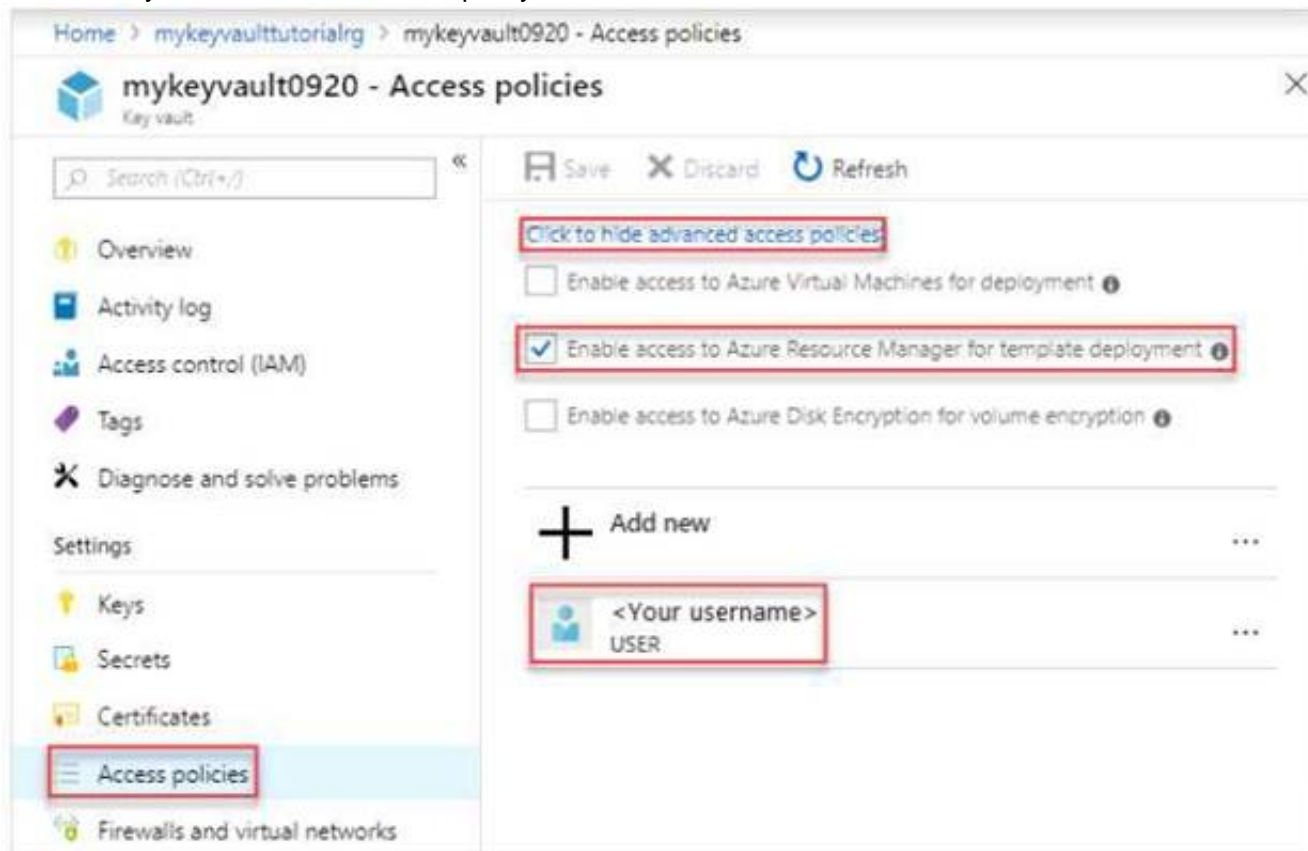 Home > mykeyvaulttutorialrg > mykeyvault0920 - Access policies
mykeyvault0920 - Access policies
Key vault
Search (Ctrl+/)
Overview
Activity log
Access control (IAM)
Tags
Diagnose and solve problems
Settings
Keys
Secrets
Certificates
Access policies
Firewalls and virtual networks
Save Discard Refresh
Click to hide advanced access policies
Enable access to Azure Virtual Machines for deployment
Enable access to Azure Resource Manager for template deployment
Enable access to Azure Disk Encryption for volume encryption
Add new
...
<Your username>
USER
...